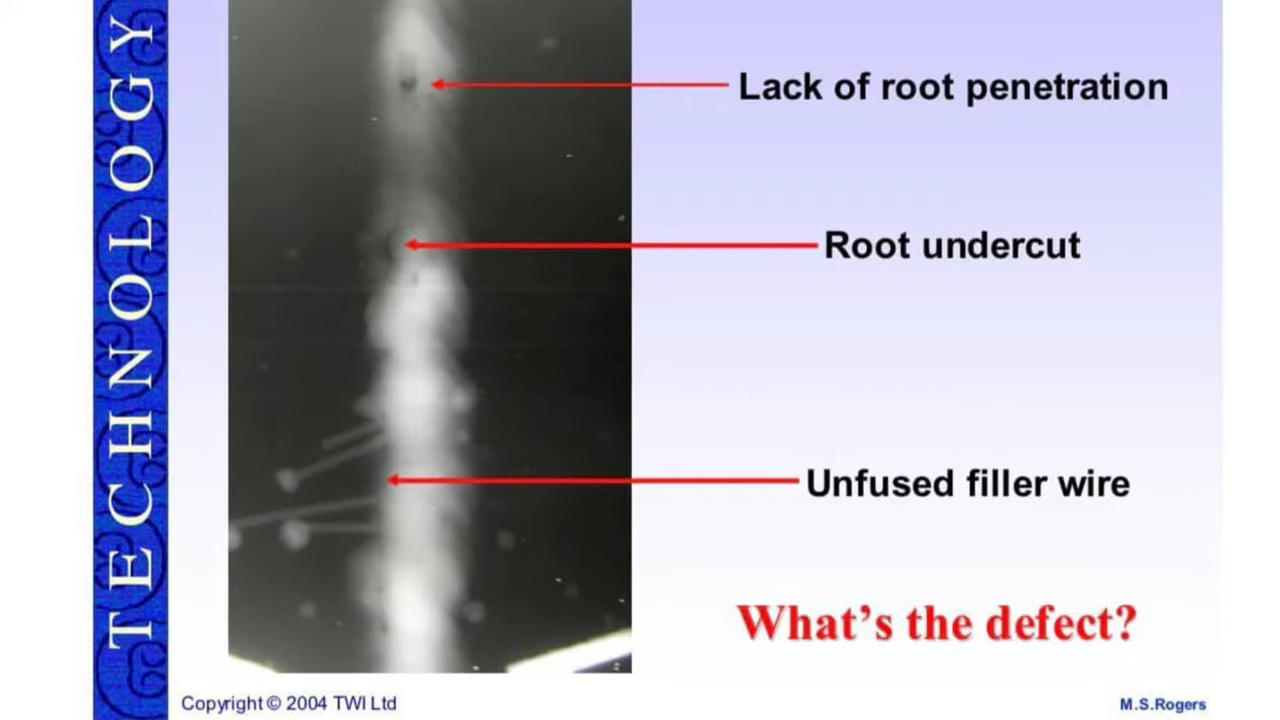 TECHNOLOGY
Lack of root penetration
Root undercut
Unfused filler wire
What's the defect?
Copyright © 2004 TWI Ltd
M.S.Rogers